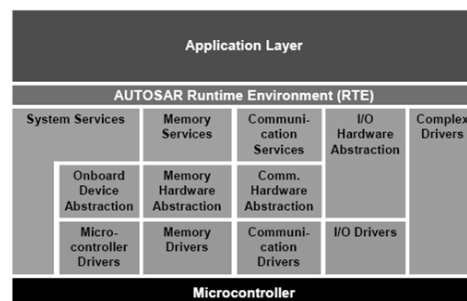 Application Layer
AUTOSAR Runtime Environment (RTE)
System Services
Memory
Services
Communi-
cation
Services
I/O
Hardware
Abstraction
Complex
Drivers
Onboard
Device
Abstraction
Memory
Hardware
Abstraction
Comm.
Hardware
Abstraction
Micro-
controller
Drivers
Memory
Drivers
Communi-
cation
Drivers
I/O Drivers
Microcontroller